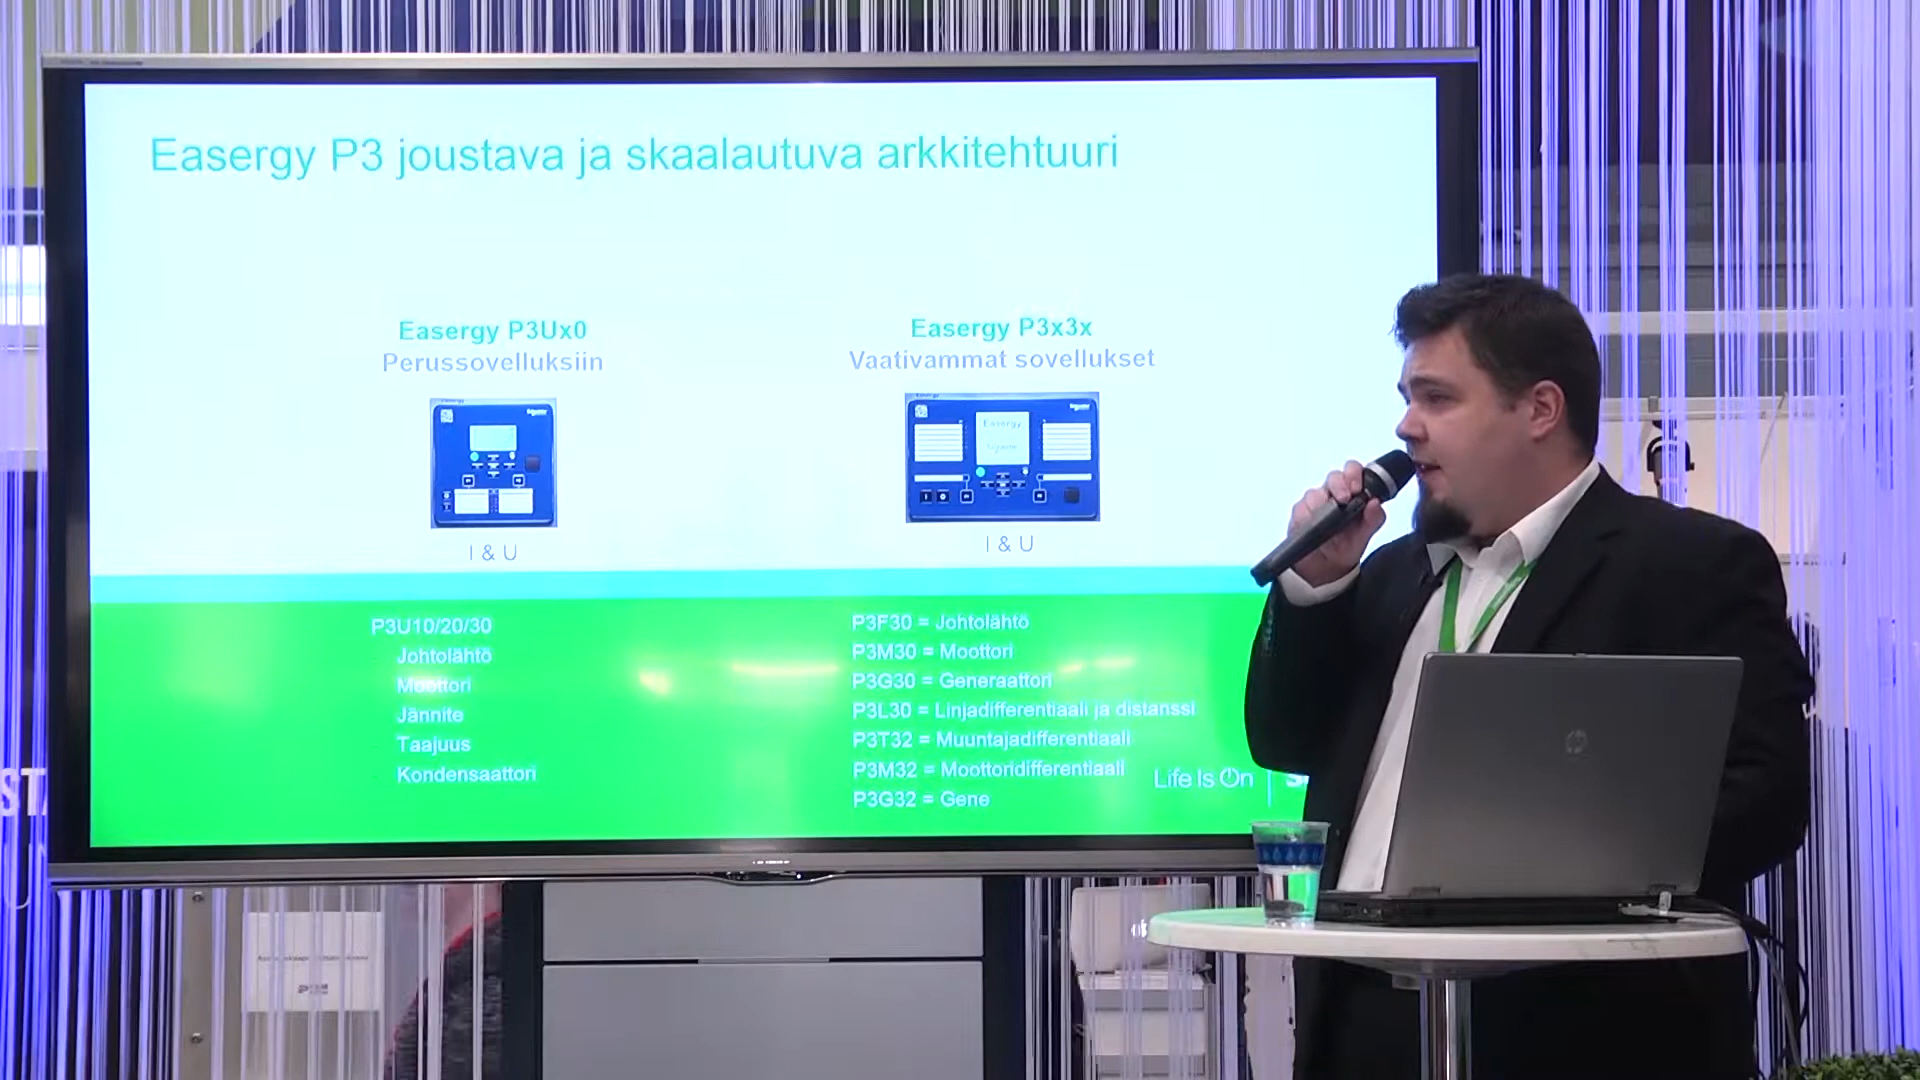 Easergy P3 joustava ja skaalautuva arkkitehtuuri
Easergy P3Ux0
Perussovelluksiin
I & U
Easergy P3x3x
Vaativammat sovellukset
Easergy
I & U
P3U10/20/30
Johtolähtö
Moottori
Jännite
Taajuus
Kondensaattori
P3F30 = Johtolähtö
P3M30 = Moottori
P3G30 = Generaattori
P3L30 = Linjadifferentiaali ja distanssi
P3T32 = Muuntajadifferentiaali
P3M32 = Moottoridifferentiaali
P3G32 = Gene
Life Is On
hp